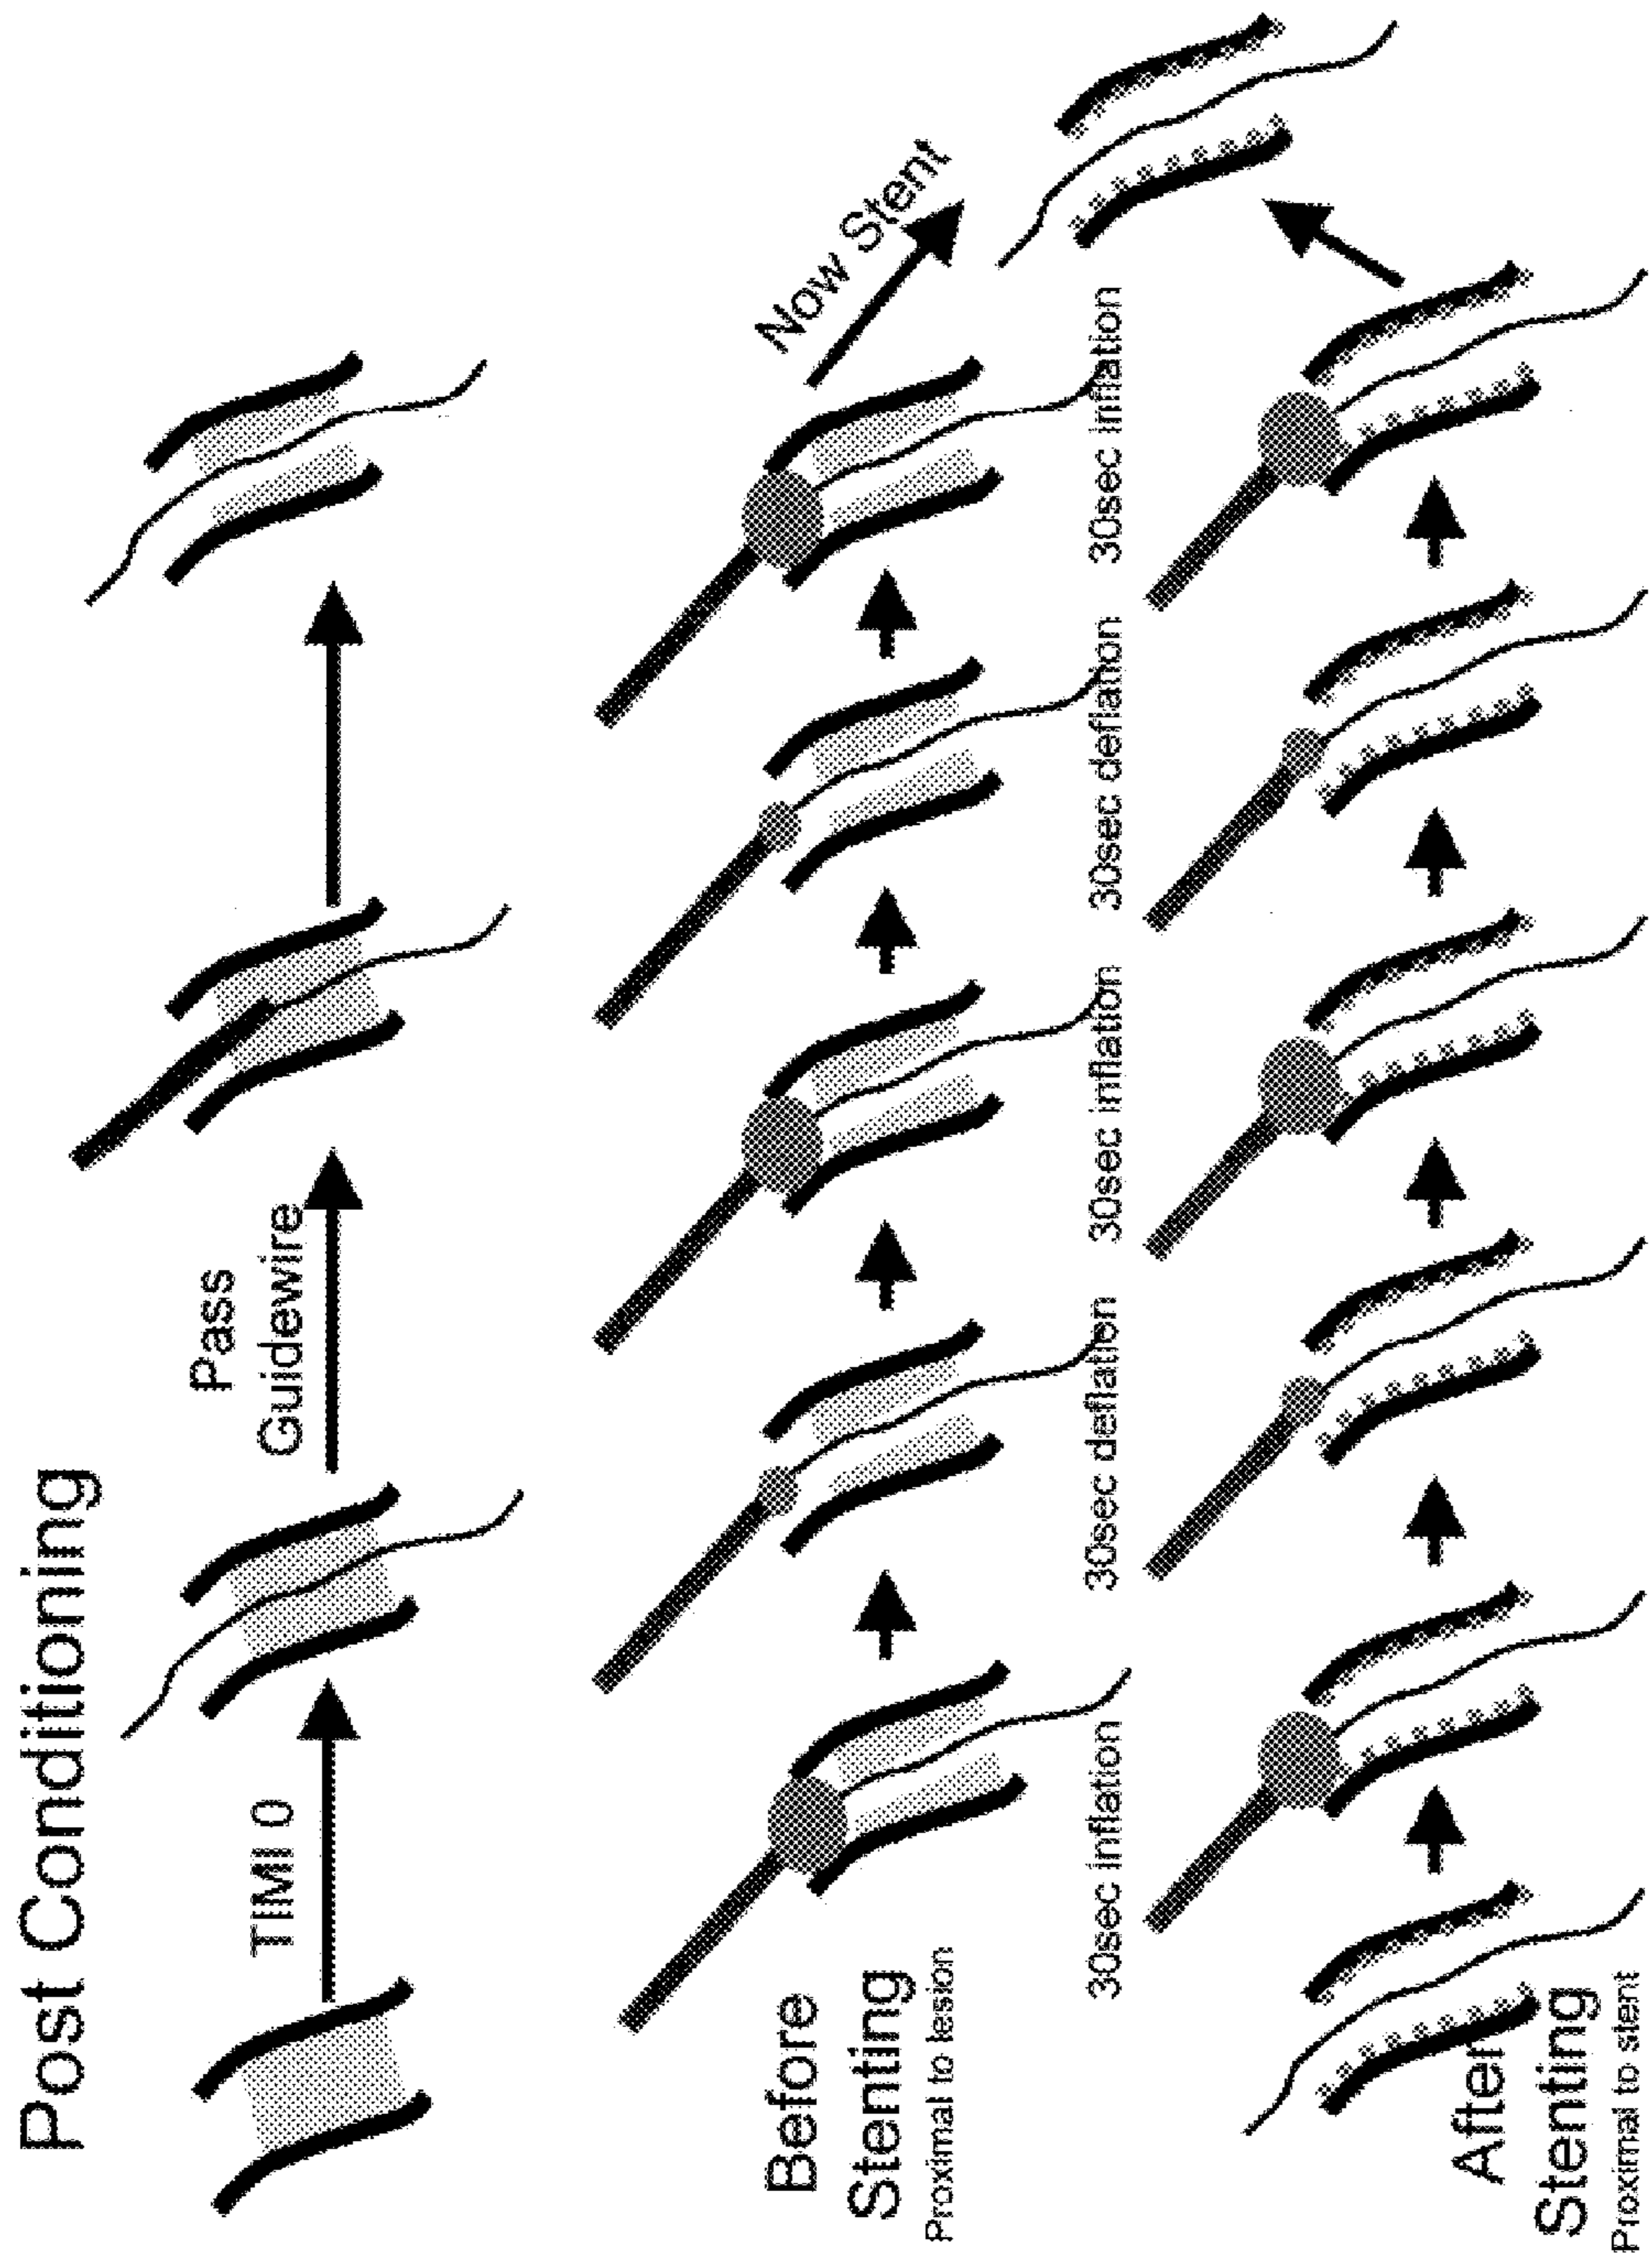 Post Conditioning
TIMI 0
Pass
Guidewire
Before
Stenting
Proximal to lesion
Now Stent
30sec inflation
30sec deflation
30sec inflation
30sec deflation
30sec inflation
After
Stenting
Proximal to stent